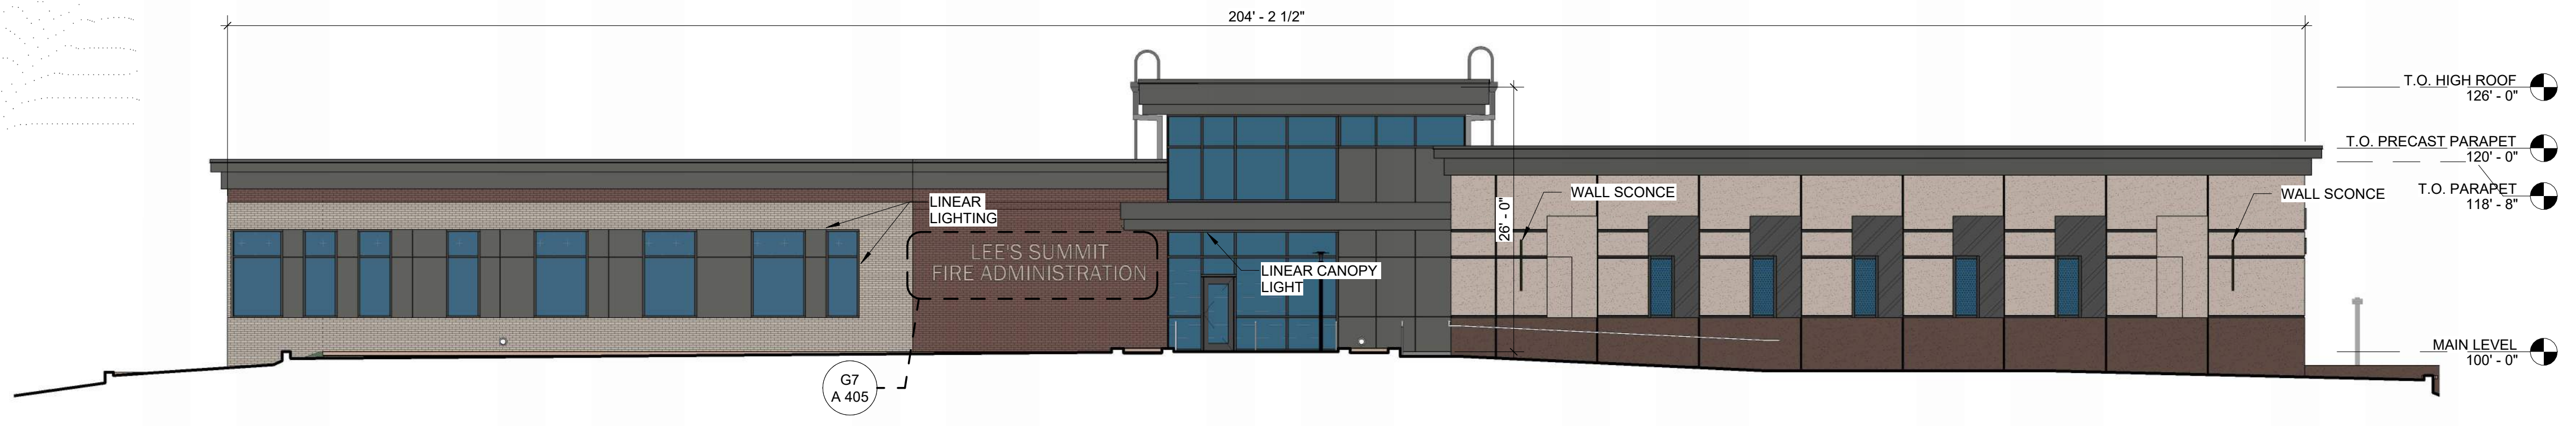 204' - 2 1/2"
T.O. HIGH ROOF
126' - 0"
T.O. PRECAST PARAPET
120' - 0"
T.O. PARAPET
118' - 8"
WALL SCONCE
WALL SCONCE
LINEAR
LIGHTING
26' - 0"
LEE'S SUMMIT
FIRE ADMINISTRATION
LINEAR CANOPY
LIGHT
MAIN LEVEL
100' - 0"
G7
A 405